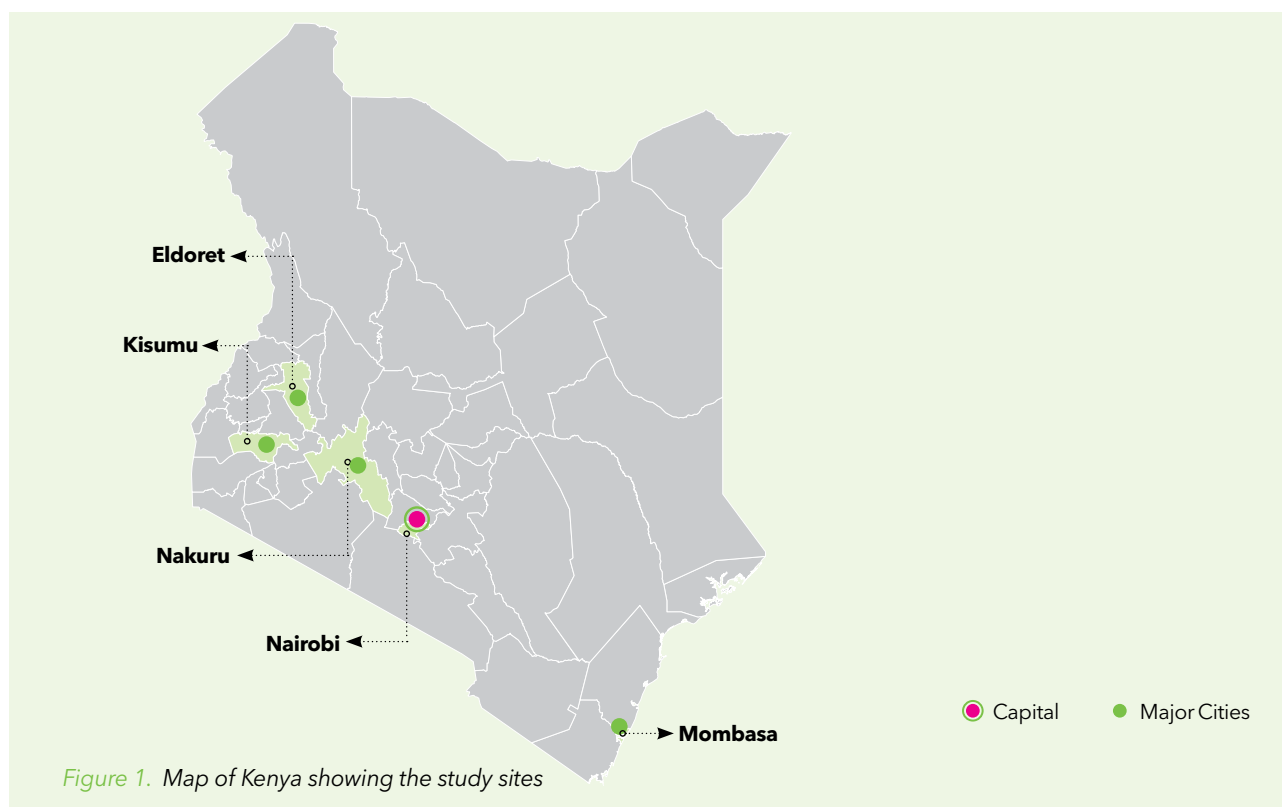 Eldoret
Kisumu
Nakuru
Nairobi
Mombasa
Capital
Major Cities
Figure 1. Map of Kenya showing the study sites